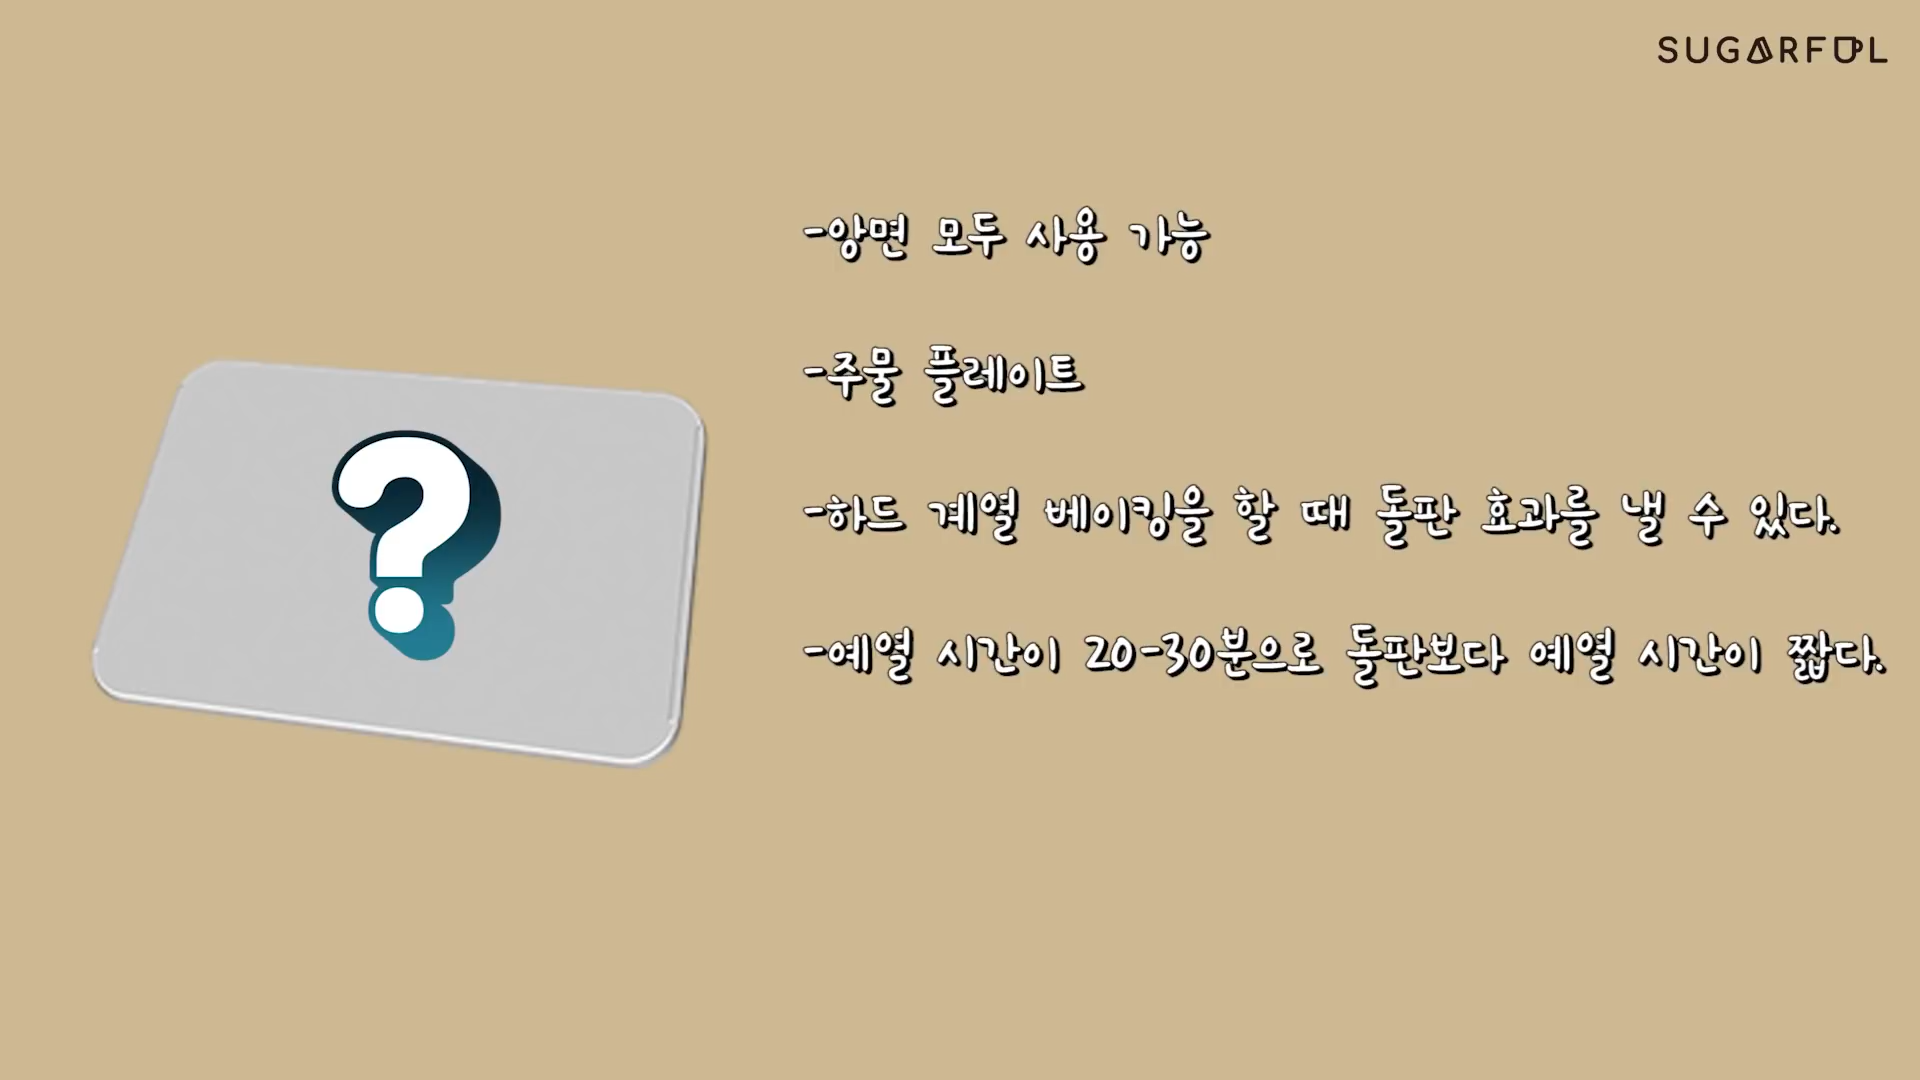 SUGARFUL
-양면 모두 사용 가능
-주물 플레이트
-하드 계열 베이킹을 할 때 돌판 효과를 낼 수 있다.
-예열 시간이 20-30분으로 돌판보다 예열 시간이 짧다.
?